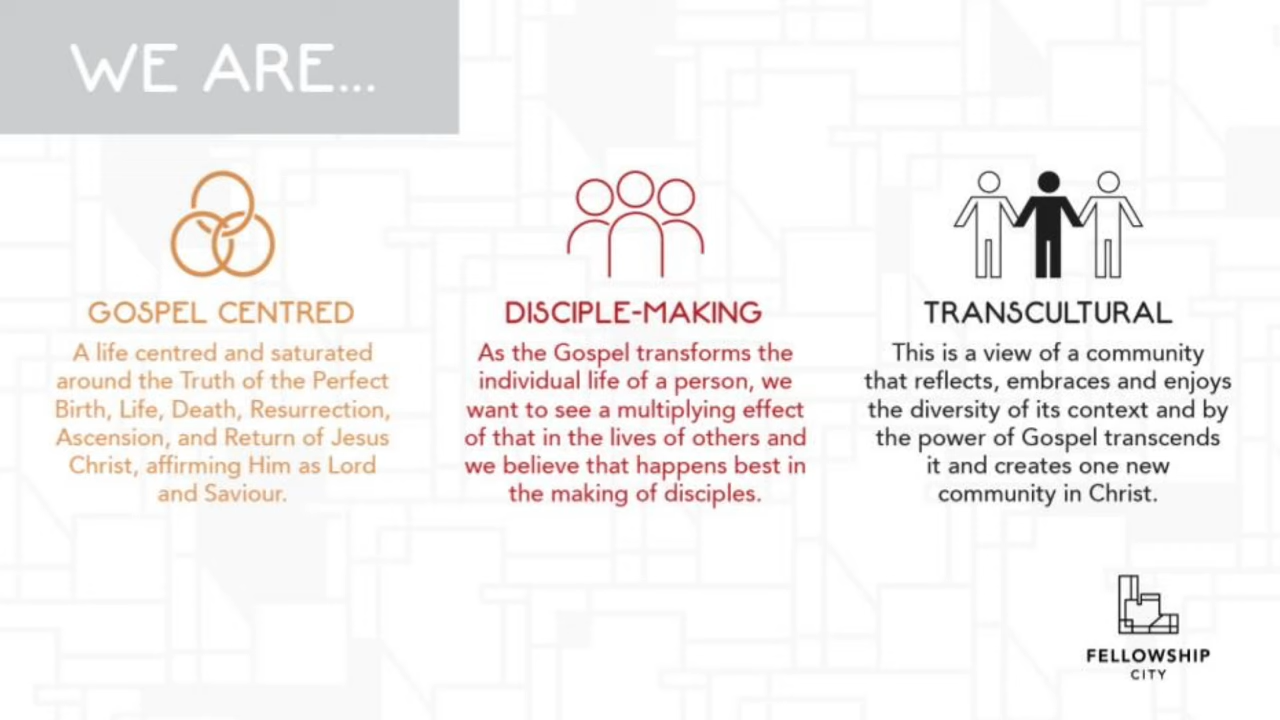 WE ARE...
GOSPEL CENTRED
A life centred and saturated
around the Truth of the Perfect
Birth, Life, Death, Resurrection,
Ascension, and Return of Jesus
Christ, affirming Him as Lord
and Saviour.
DISCIPLE-MAKING
As the Gospel transforms the
individual life of a person, we
want to see a multiplying effect
of that in the lives of others and
we believe that happens best in
the making of disciples.
TRANSCULTURAL
This is a view of a community
that reflects, embraces and enjoys
the diversity of its context and by
the power of Gospel transcends
it and creates one new
community in Christ.
FELLOWSHIP
CITY